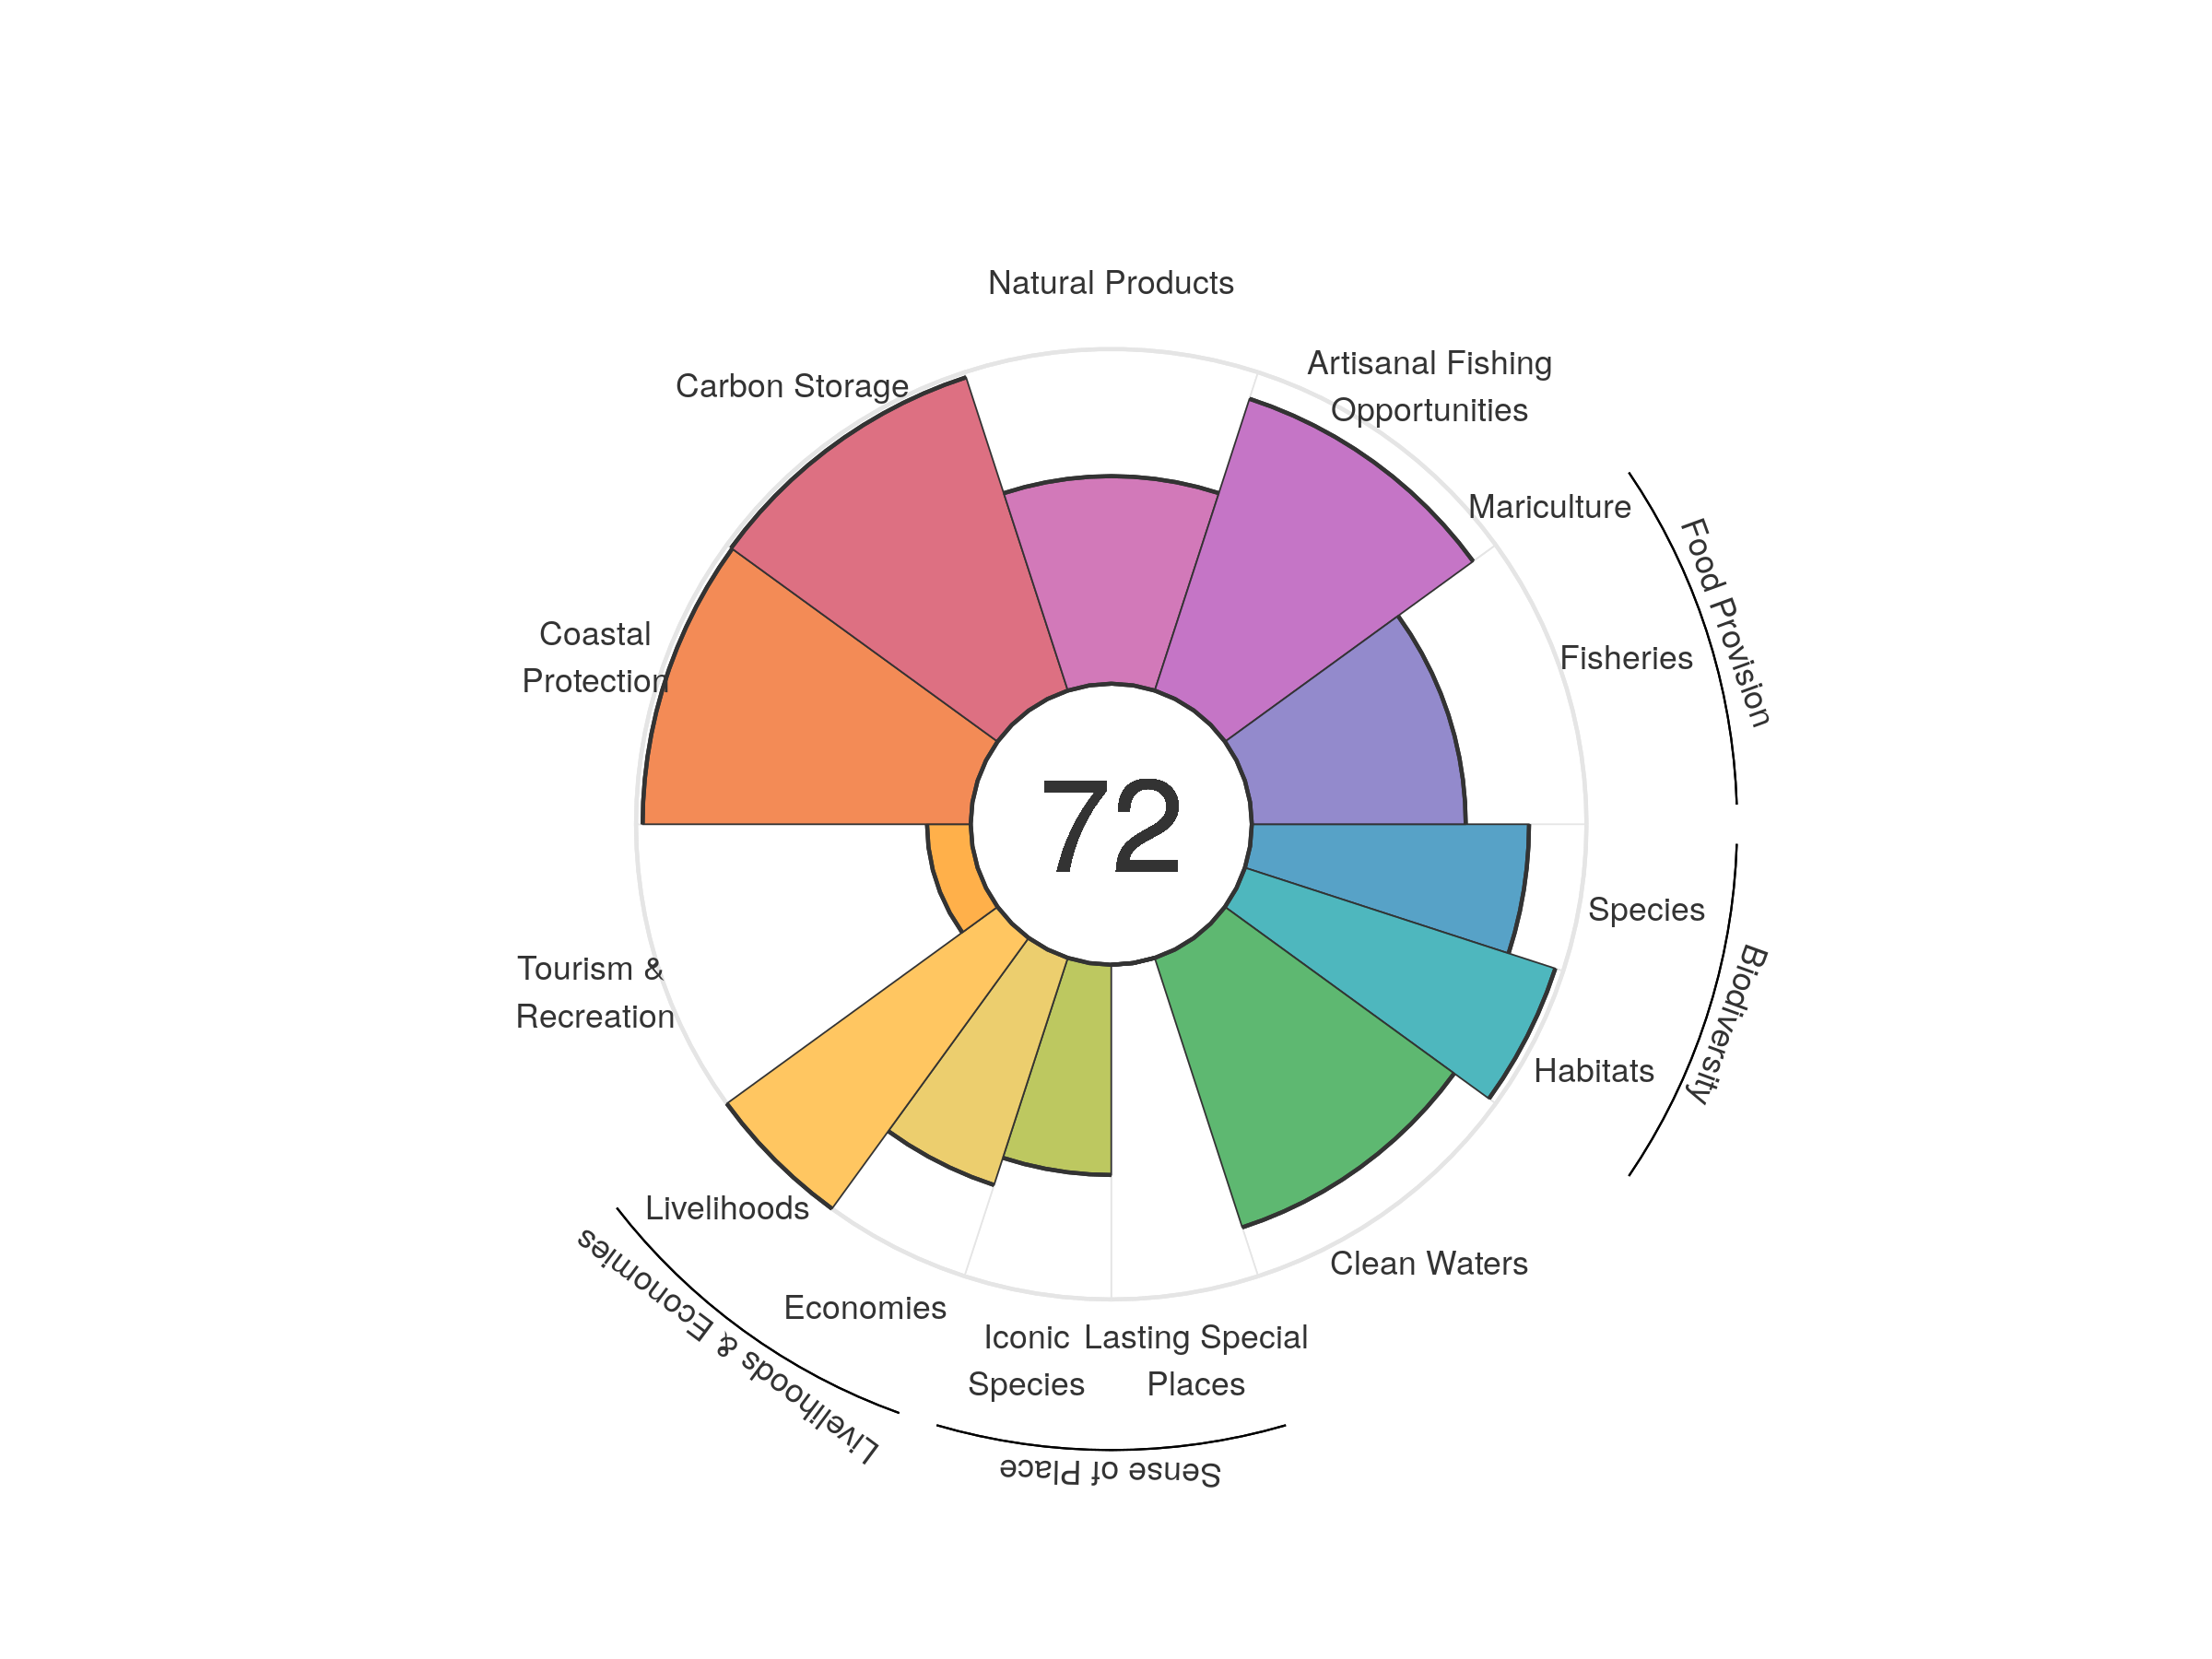 Natural Products
Artisanal Fishing
Opportunities
Carbon Storage
Mariculture
Food Provision
Fisheries
Coastal
Protection
72
Species
Biodiversity
Tourism &
Recreation
Habitats
Livelihoods
Livelihoods & Economies
Clean Waters
Economies
Iconic
Species
Lasting Special
Places
Sense of Place